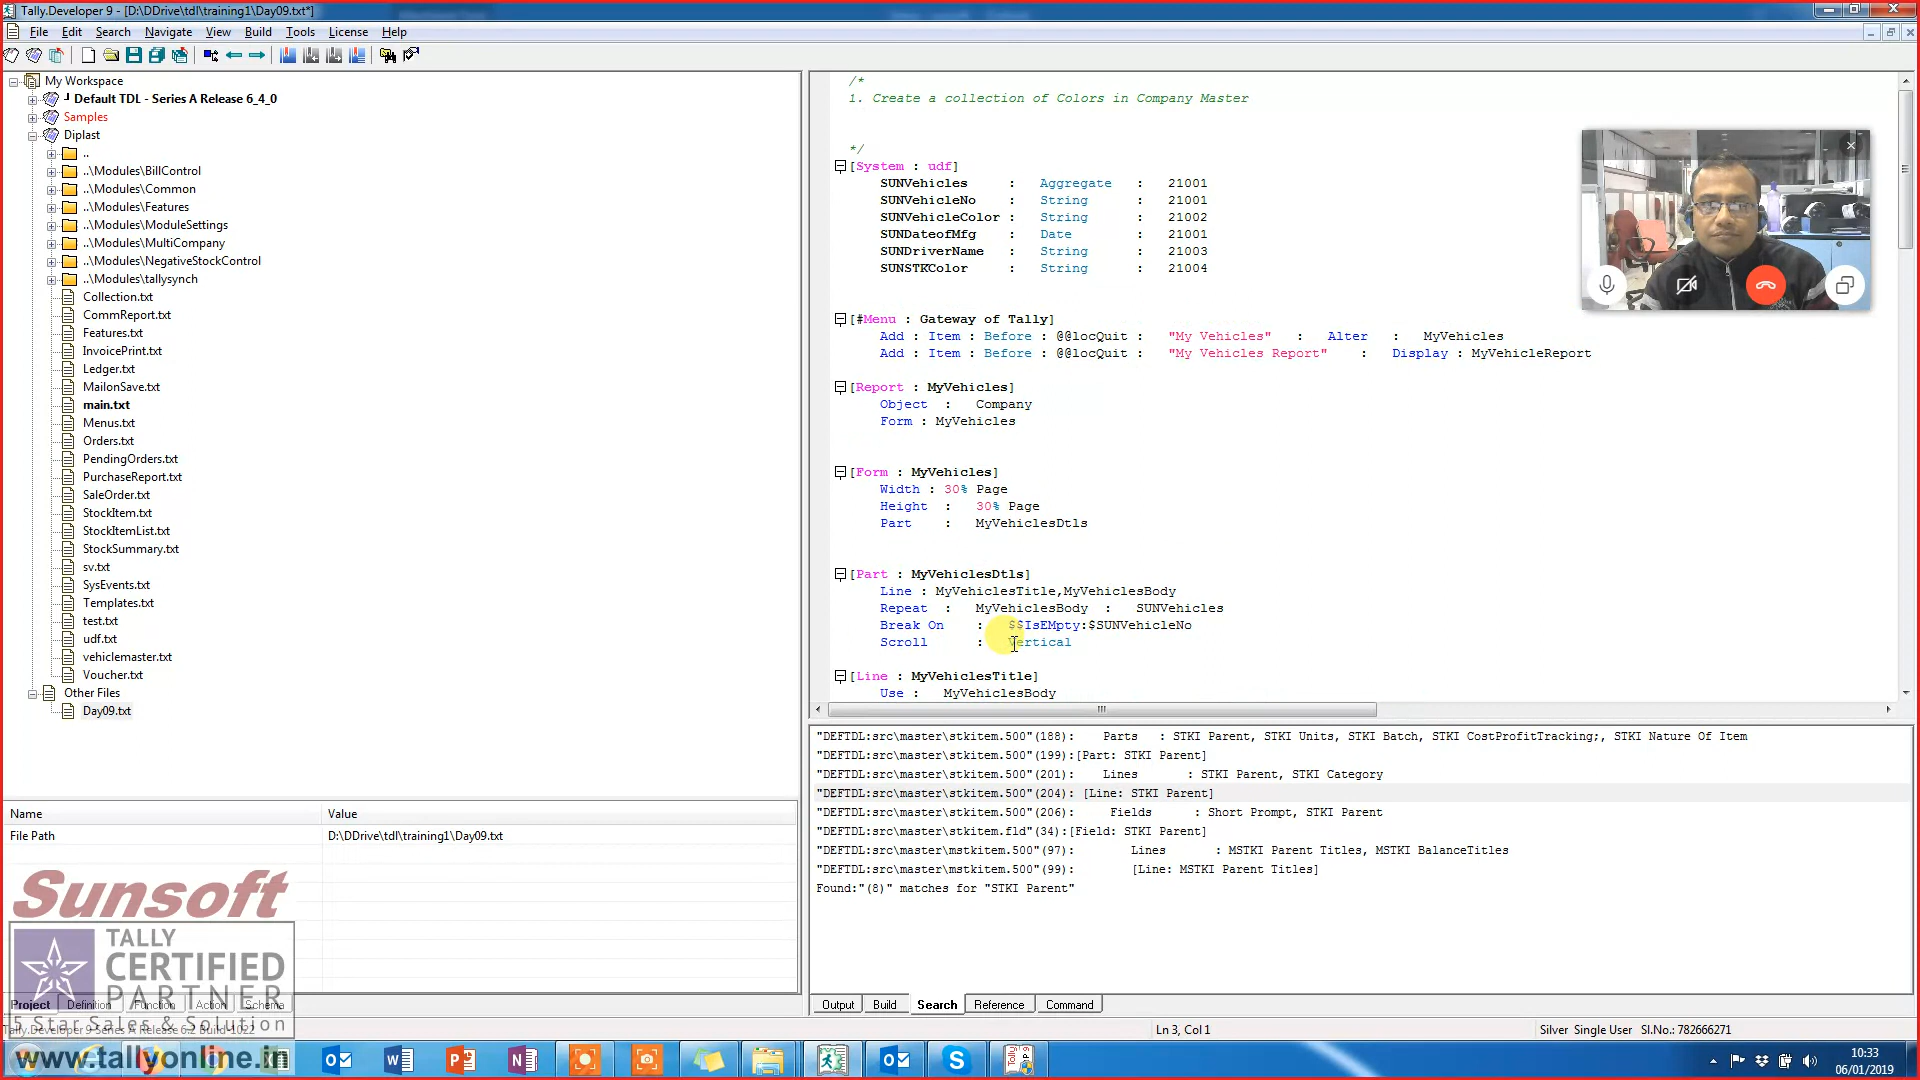 Tally.Developer 9 - [D:\DDrive\tdl\training1\Day09.txt*]
File Edit Search Navigate View Build Tools License Help
My Workspace
Default TDL - Series A Release 6_4_0
Samples
Diplast
..
..\Modules\BillControl
..\Modules\Common
..\Modules\Features
..\Modules\ModuleSettings
..\Modules\MultiCompany
..\Modules\NegativeStockControl
..\Modules\tallysynch
Collection.txt
CommReport.txt
Features.txt
InvoicePrint.txt
Ledger.txt
MailonSave.txt
main.txt
Menus.txt
Orders.txt
PendingOrders.txt
PurchaseReport.txt
SaleOrder.txt
StockItem.txt
StockItemList.txt
StockSummary.txt
sv.txt
SysEvents.txt
Templates.txt
test.txt
udf.txt
vehiclemaster.txt
Voucher.txt
Other Files
Day09.txt
Name Value
File Path D:\DDrive\tdl\training1\Day09.txt
Sunsoft
TALLY
CERTIFIED
PARTNER
5 Star Sales & Solution
Project Definition Function Action Schema
Tally.Developer 9 Series A Release 6.2 Build-1022
www.tallyonline.in
/*
1. Create a collection of Colors in Company Master
*/
[System : udf]
SUNVehicles : Aggregate : 21001
SUNVehicleNo : String : 21001
SUNVehicleColor : String : 21002
SUNDateofMfg : Date : 21001
SUNDriverName : String : 21003
SUNSTKColor : String : 21004
[#Menu : Gateway of Tally]
Add : Item : Before : @@locQuit : "My Vehicles" : Alter : MyVehicles
Add : Item : Before : @@locQuit : "My Vehicles Report" : Display : MyVehicleReport
[Report : MyVehicles]
Object : Company
Form : MyVehicles
[Form : MyVehicles]
Width : 30% Page
Height : 30% Page
Part : MyVehiclesDtls
[Part : MyVehiclesDtls]
Line : MyVehiclesTitle,MyVehiclesBody
Repeat : MyVehiclesBody : SUNVehicles
Break On : $$IsEMpty:$SUNVehicleNo
Scroll : Vertical
[Line : MyVehiclesTitle]
Use : MyVehiclesBody
"DEFTDL:src\master\stkitem.500"(188): Parts : STKI Parent, STKI Units, STKI Batch, STKI CostProfitTracking;, STKI Nature Of Item
"DEFTDL:src\master\stkitem.500"(199):[Part: STKI Parent]
"DEFTDL:src\master\stkitem.500"(201): Lines : STKI Parent, STKI Category
"DEFTDL:src\master\stkitem.500"(204): [Line: STKI Parent]
"DEFTDL:src\master\stkitem.500"(206): Fields : Short Prompt, STKI Parent
"DEFTDL:src\master\stkitem.fld"(34):[Field: STKI Parent]
"DEFTDL:src\master\mstkitem.500"(97): Lines : MSTKI Parent Titles, MSTKI BalanceTitles
"DEFTDL:src\master\mstkitem.500"(99): [Line: MSTKI Parent Titles]
Found:"(8)" matches for "STKI Parent"
Output Build Search Reference Command
Ln 3, Col 1
Silver Single User Sl.No.: 782666271
10:33
06/01/2019